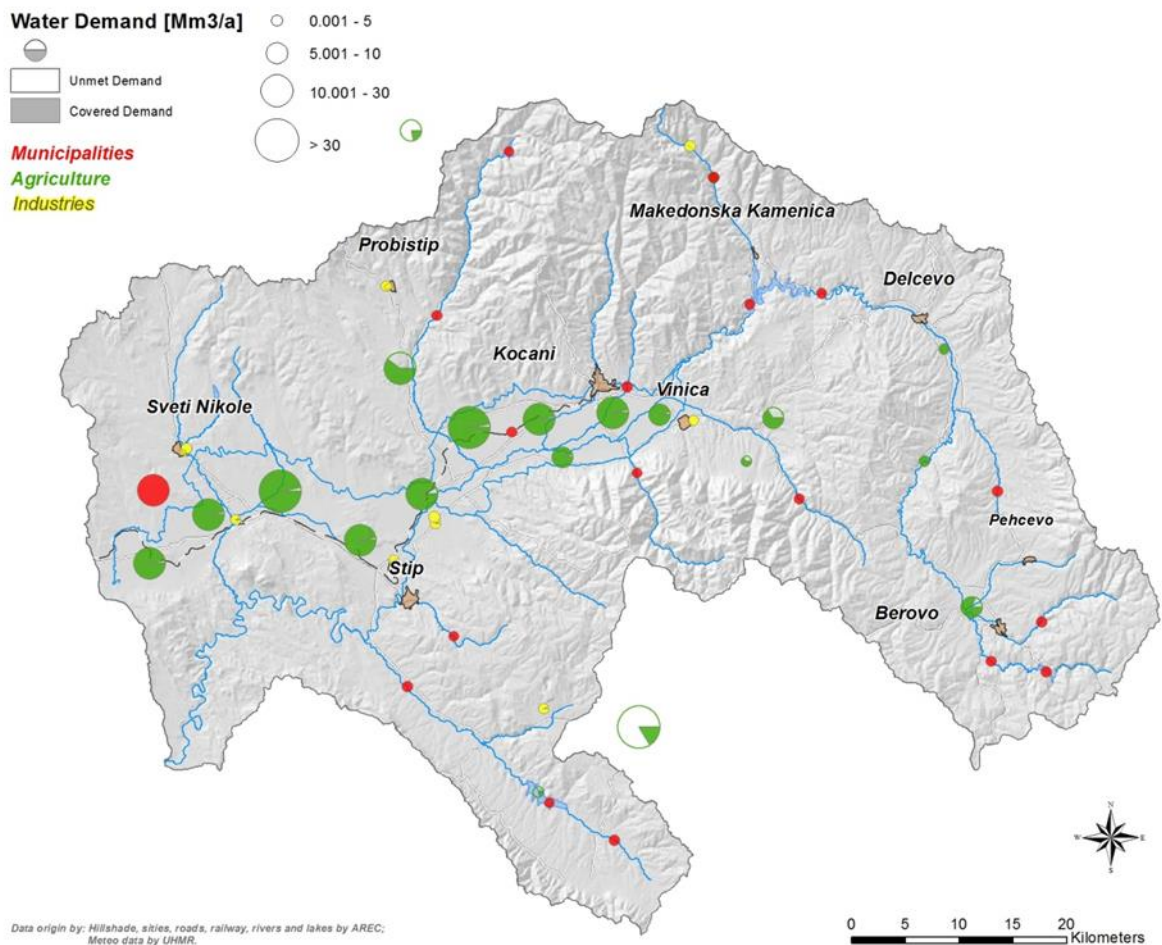 Water Demand [Mm3/a]
0.001 - 5
5.001 - 10
10.001 - 30
> 30
Unmet Demand
Covered Demand
Municipalities
Agriculture
Industries
Makedonska Kamenica
Probistip
Delcevo
Kocani
Vinica
Sveti Nikole
Pehcevo
Stip
Berovo
N
W E
S
0 5 10 20
Kilometers
Data origin by: Hillshade, sities, roads, railway, rivers and lakes by AREC;
Meteo data by UHMR.